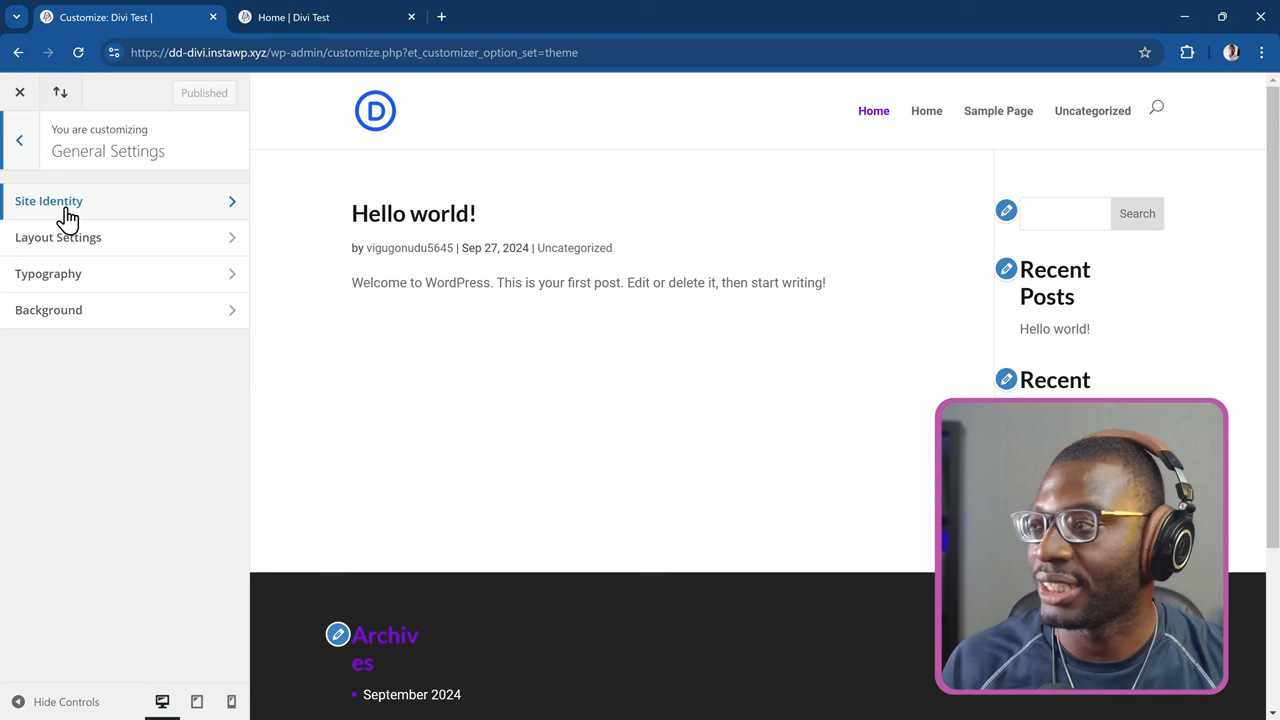 Customize: Divi Test |
Home | Divi Test
https://dd-divi.instawp.xyz/wp-admin/customize.php?et_customizer_option_set=theme
Published
You are customizing
General Settings
Site Identity
Layout Settings
Typography
Background
Hide Controls
D
Home
Home
Sample Page
Uncategorized
Hello world!
by vigugonudu5645 | Sep 27, 2024 | Uncategorized
Welcome to WordPress. This is your first post. Edit or delete it, then start writing!
Search
Recent
Posts
Hello world!
Recent
Archiv
es
September 2024